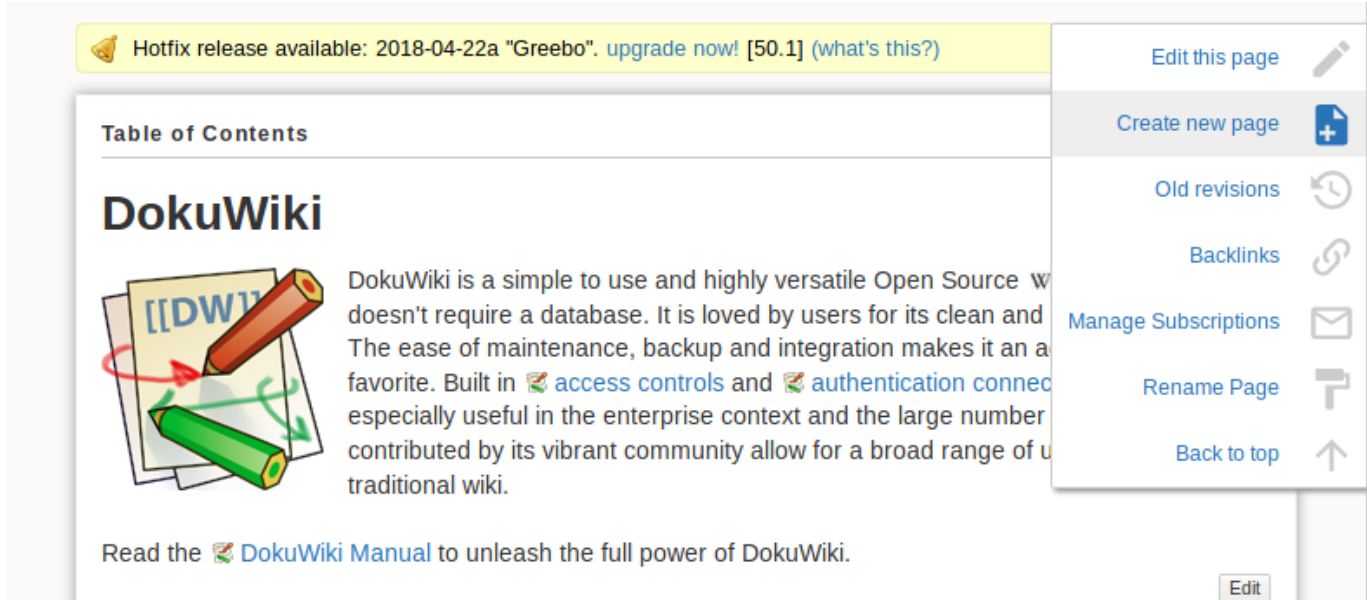 Hotfix release available: 2018-04-22a "Greebo". upgrade now! [50.1] (what's this?)
Table of Contents
DokuWiki
[[DW]]
DokuWiki is a simple to use and highly versatile Open Source W
doesn't require a database. It is loved by users for its clean and
The ease of maintenance, backup and integration makes it an
favorite. Built in access controls and authentication connec
especially useful in the enterprise context and the large number
contributed by its vibrant community allow for a broad range of u
traditional wiki.
Read the DokuWiki Manual to unleash the full power of DokuWiki.
Edit
Edit this page
Create new page
Old revisions
Backlinks
Manage Subscriptions
Rename Page
Back to top